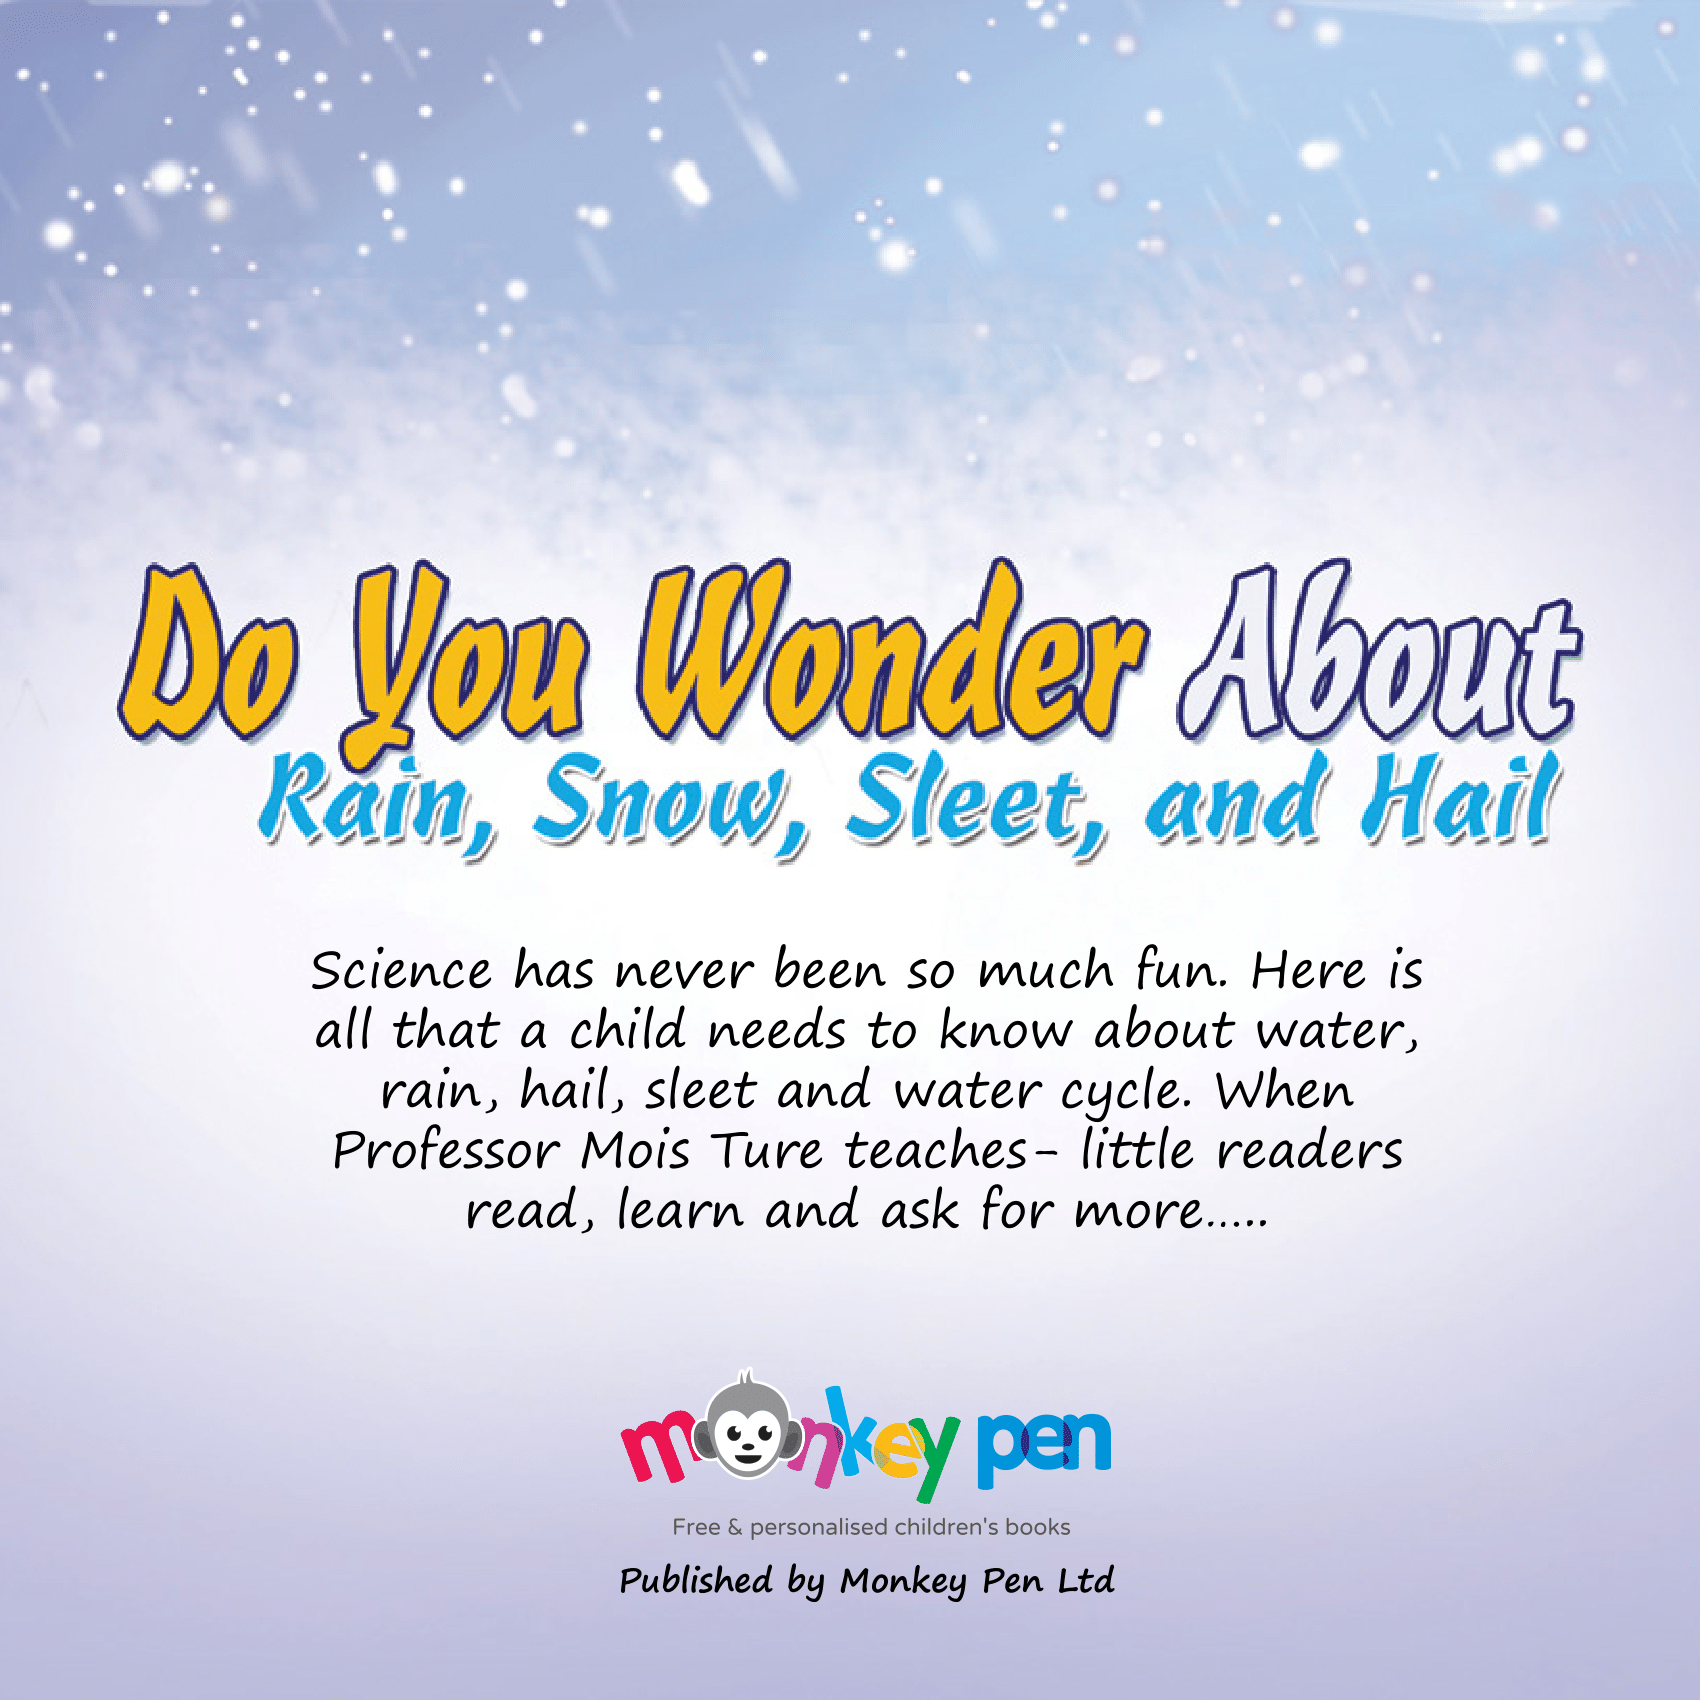 Do You Wonder About
Rain, Snow, Sleet, and Hail
Science has never been so much fun. Here is
all that a child needs to know about water,
rain, hail, sleet and water cycle. When
Professor Mois Ture teaches- little readers
read, learn and ask for more.....
monkey pen
Free & personalised children's books
Published by Monkey Pen Ltd